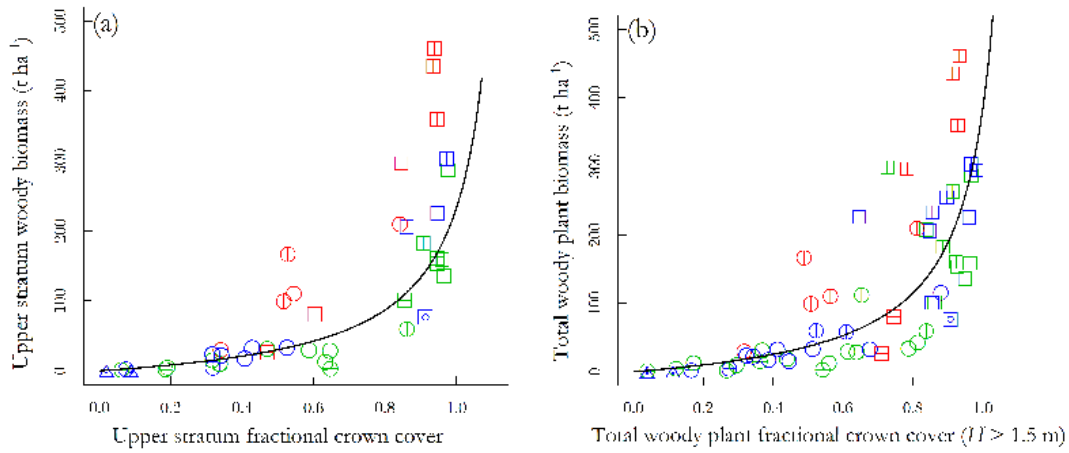 (a)
500
400
300
200
100
0
Upper stratum woody biomass (t ha⁻¹)
0.0 0.2 0.4 0.6 0.8 1.0
Upper stratum fractional crown cover
(b)
500
400
300
200
100
0
Total woody plant biomass (t ha⁻¹)
0.0 0.2 0.4 0.6 0.8 1.0
Total woody plant fractional crown cover (H > 1.5 m)